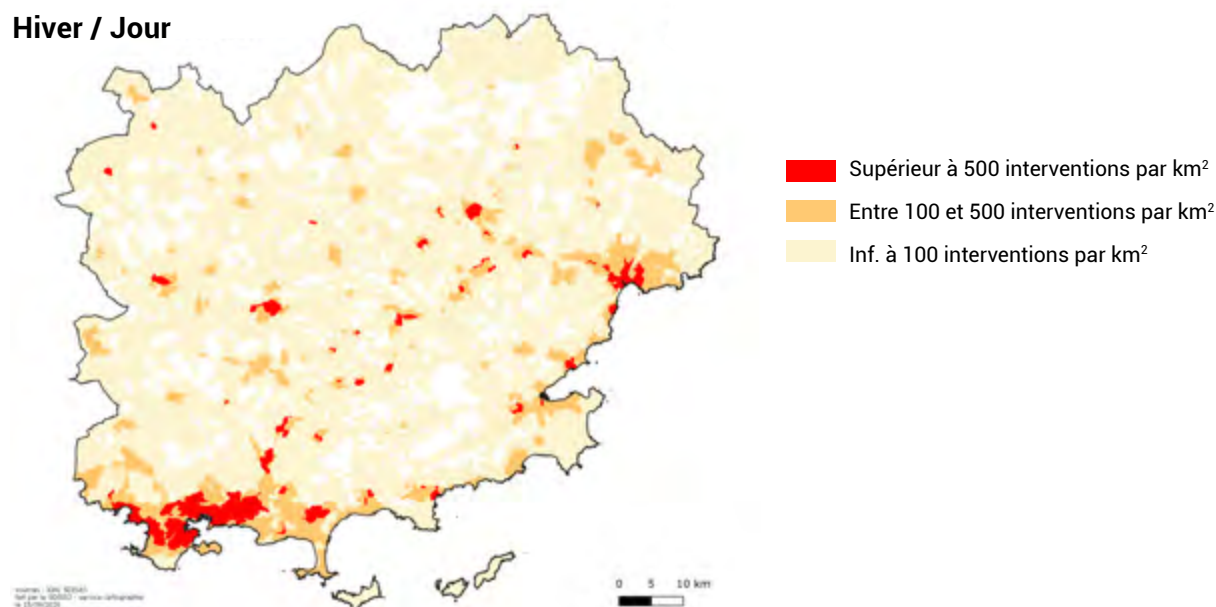 Hiver / Jour
Supérieur à 500 interventions par km²
Entre 100 et 500 interventions par km²
Inf. à 100 interventions par km²
0 5 10 km